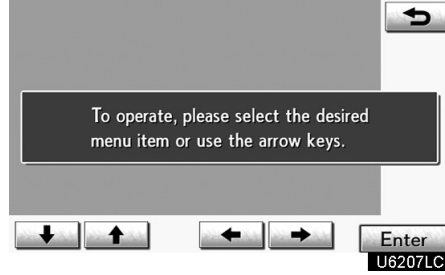 To operate, please select the desired
menu item or use the arrow keys.
Enter
U6207LC